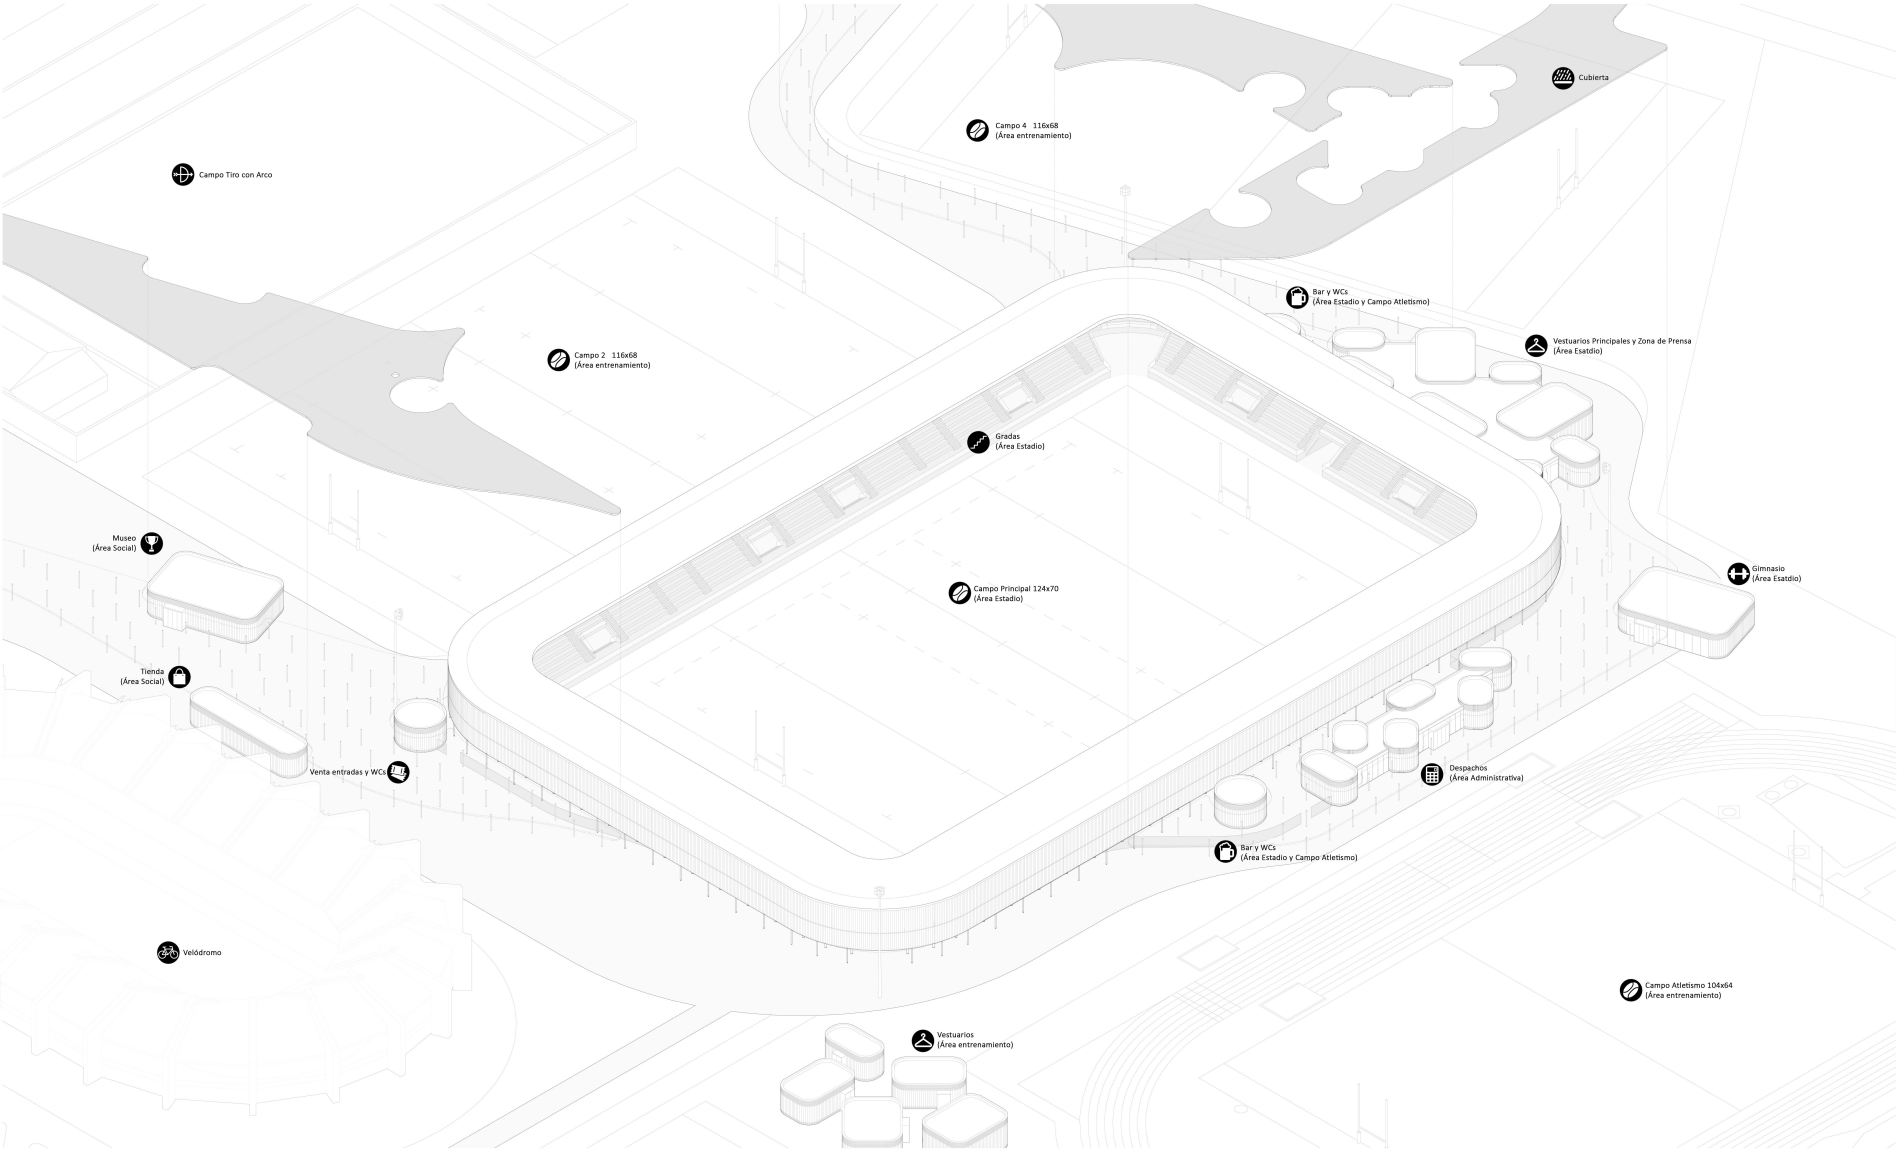 Cubierta
Campo 4 116x68
(Área entrenamiento)
Campo Tiro con Arco
Bar y WCs
(Área Estadio y Campo Atletismo)
Vestuarios Principales y Zona de Prensa
(Área Esatdio)
Campo 2 116x68
(Área entrenamiento)
Gradas
(Área Estadio)
Museo
(Área Social)
Gimnasio
(Área Esatdio)
Campo Principal 124x70
(Área Estadio)
Tienda
(Área Social)
Venta entradas y WCs
Despachos
(Área Administrativa)
Bar y WCs
(Área Estadio y Campo Atletismo)
Velódromo
Campo Atletismo 104x64
(Área entrenamiento)
Vestuarios
(Área entrenamiento)